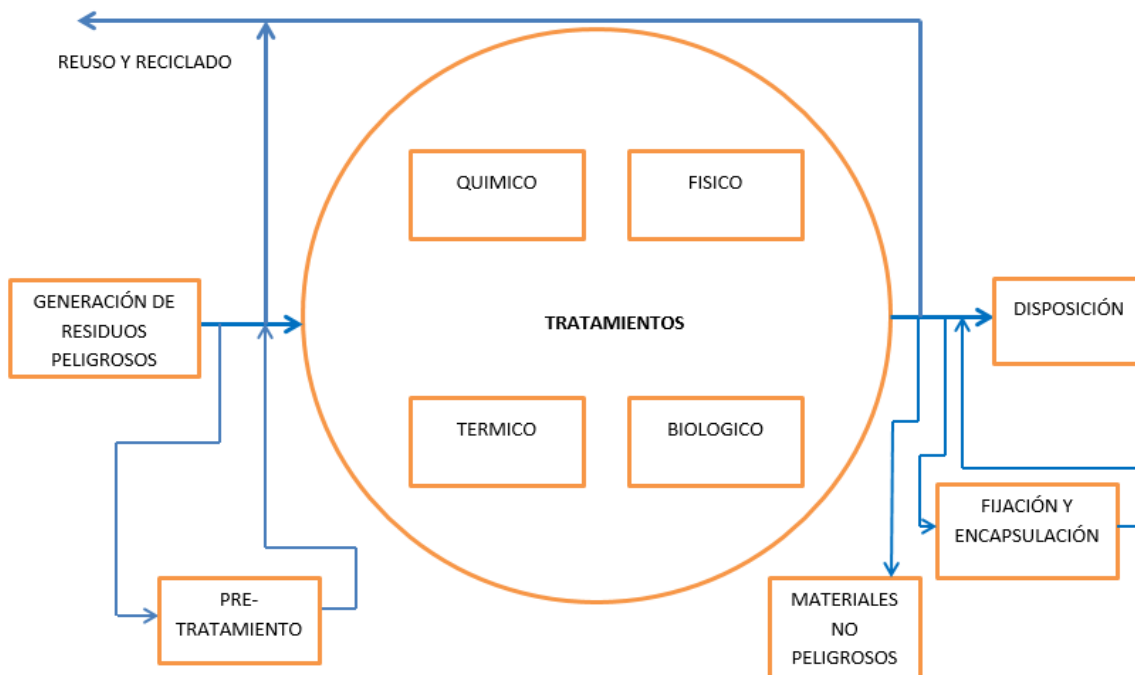 REUSO Y RECICLADO
QUIMICO
FISICO
GENERACIÓN DE
RESIDUOS
PELIGROSOS
TRATAMIENTOS
DISPOSICIÓN
TERMICO
BIOLOGICO
FIJACIÓN Y
ENCAPSULACIÓN
PRE-
TRATAMIENTO
MATERIALES
NO
PELIGROSOS